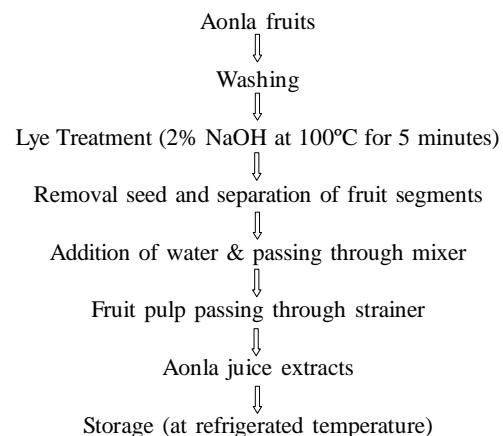 Aonla fruits
Washing
Lye Treatment (2% NaOH at 100ºC for 5 minutes)
Removal seed and separation of fruit segments
Addition of water & passing through mixer
Fruit pulp passing through strainer
Aonla juice extracts
Storage (at refrigerated temperature)